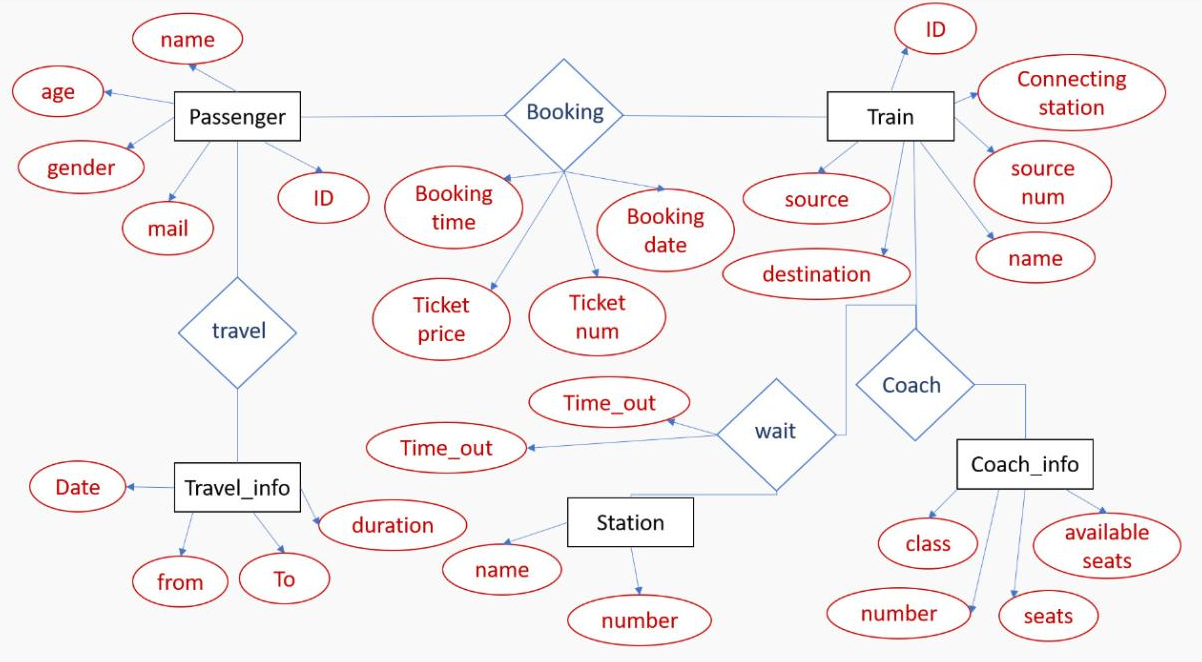 name
ID
age
Connecting
station
Passenger
Booking
Train
gender
ID
mail
Booking
time
Booking
date
source
source
num
name
destination
Ticket
price
Ticket
num
travel
Coach
Time_out
wait
Time_out
Coach_info
Date
Travel_info
duration
Station
class
available
seats
from
To
name
number
number
seats